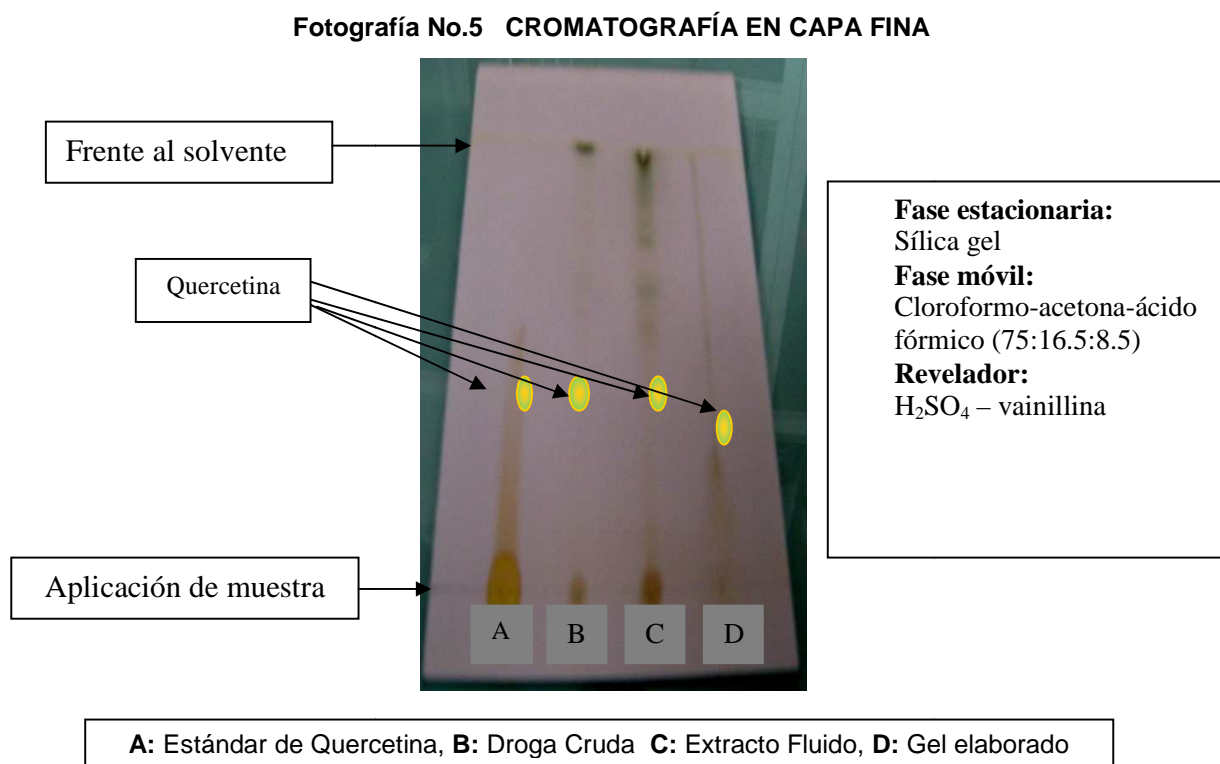 Fotografía No.5 CROMATOGRAFÍA EN CAPA FINA
Frente al solvente
Quercetina
Aplicación de muestra
Fase estacionaria:
Sílica gel
Fase móvil:
Cloroformo-acetona-ácido
fórmico (75:16.5:8.5)
Revelador:
H₂SO₄ – vainillina
A B C D
A: Estándar de Quercetina, B: Droga Cruda C: Extracto Fluido, D: Gel elaborado